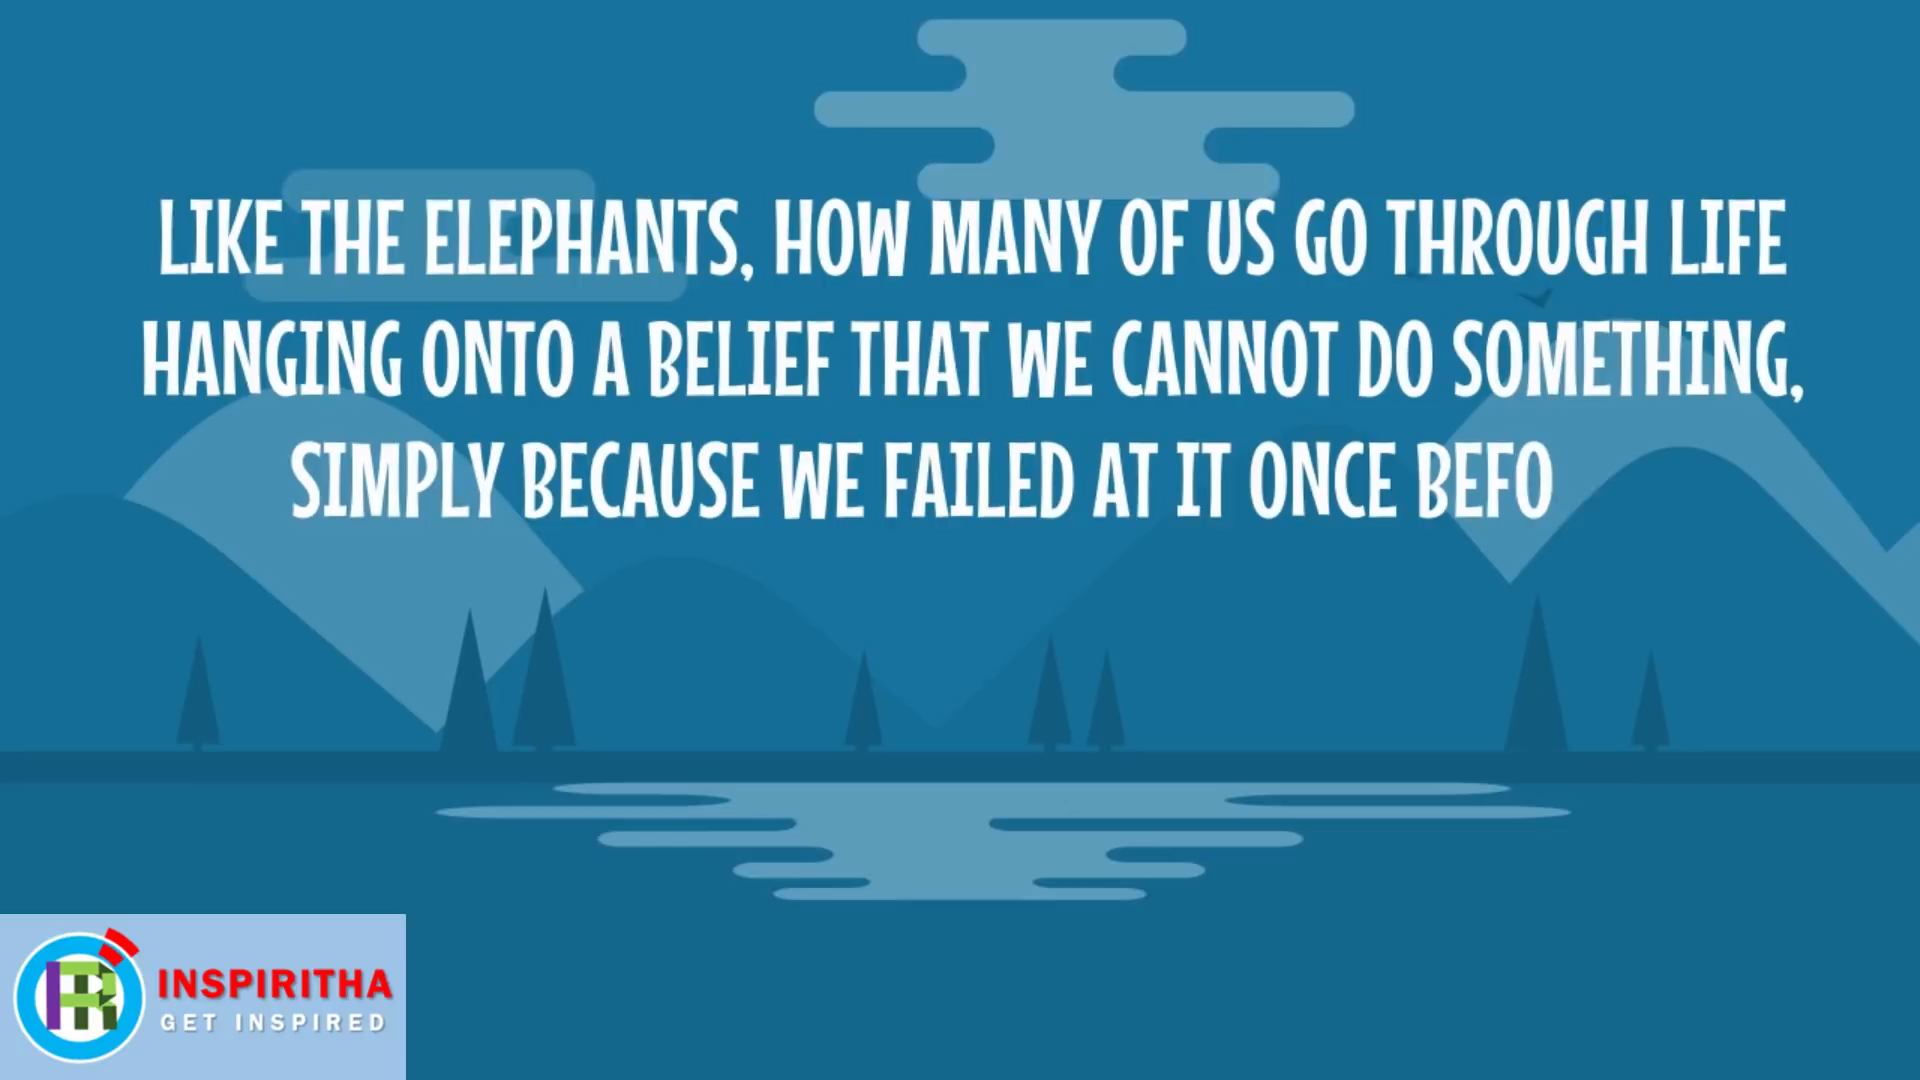 LIKE THE ELEPHANTS, HOW MANY OF US GO THROUGH LIFE
HANGING ONTO A BELIEF THAT WE CANNOT DO SOMETHING,
SIMPLY BECAUSE WE FAILED AT IT ONCE BEFO
INSPIRITHA
GET INSPIRED